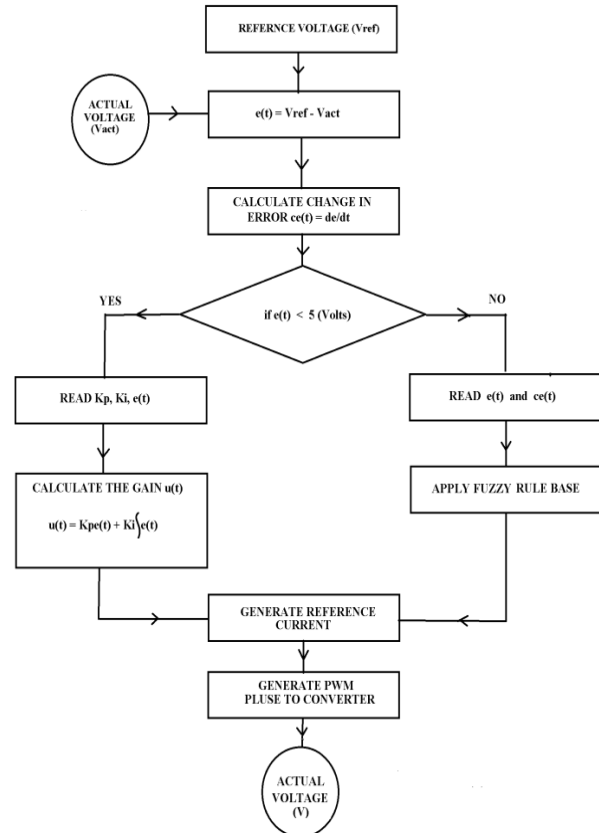 REFERNCE VOLTAGE (Vref)
ACTUAL
VOLTAGE
(Vact)
e(t) = Vref - Vact
CALCULATE CHANGE IN
ERROR ce(t) = de/dt
YES
if e(t) < 5 (Volts)
NO
READ Kp, Ki, e(t)
READ e(t) and ce(t)
CALCULATE THE GAIN u(t)
u(t) = Kpe(t) + Ki∫e(t)
APPLY FUZZY RULE BASE
GENERATE REFERENCE
CURRENT
GENERATE PWM
PLUSE TO CONVERTER
ACTUAL
VOLTAGE
(V)